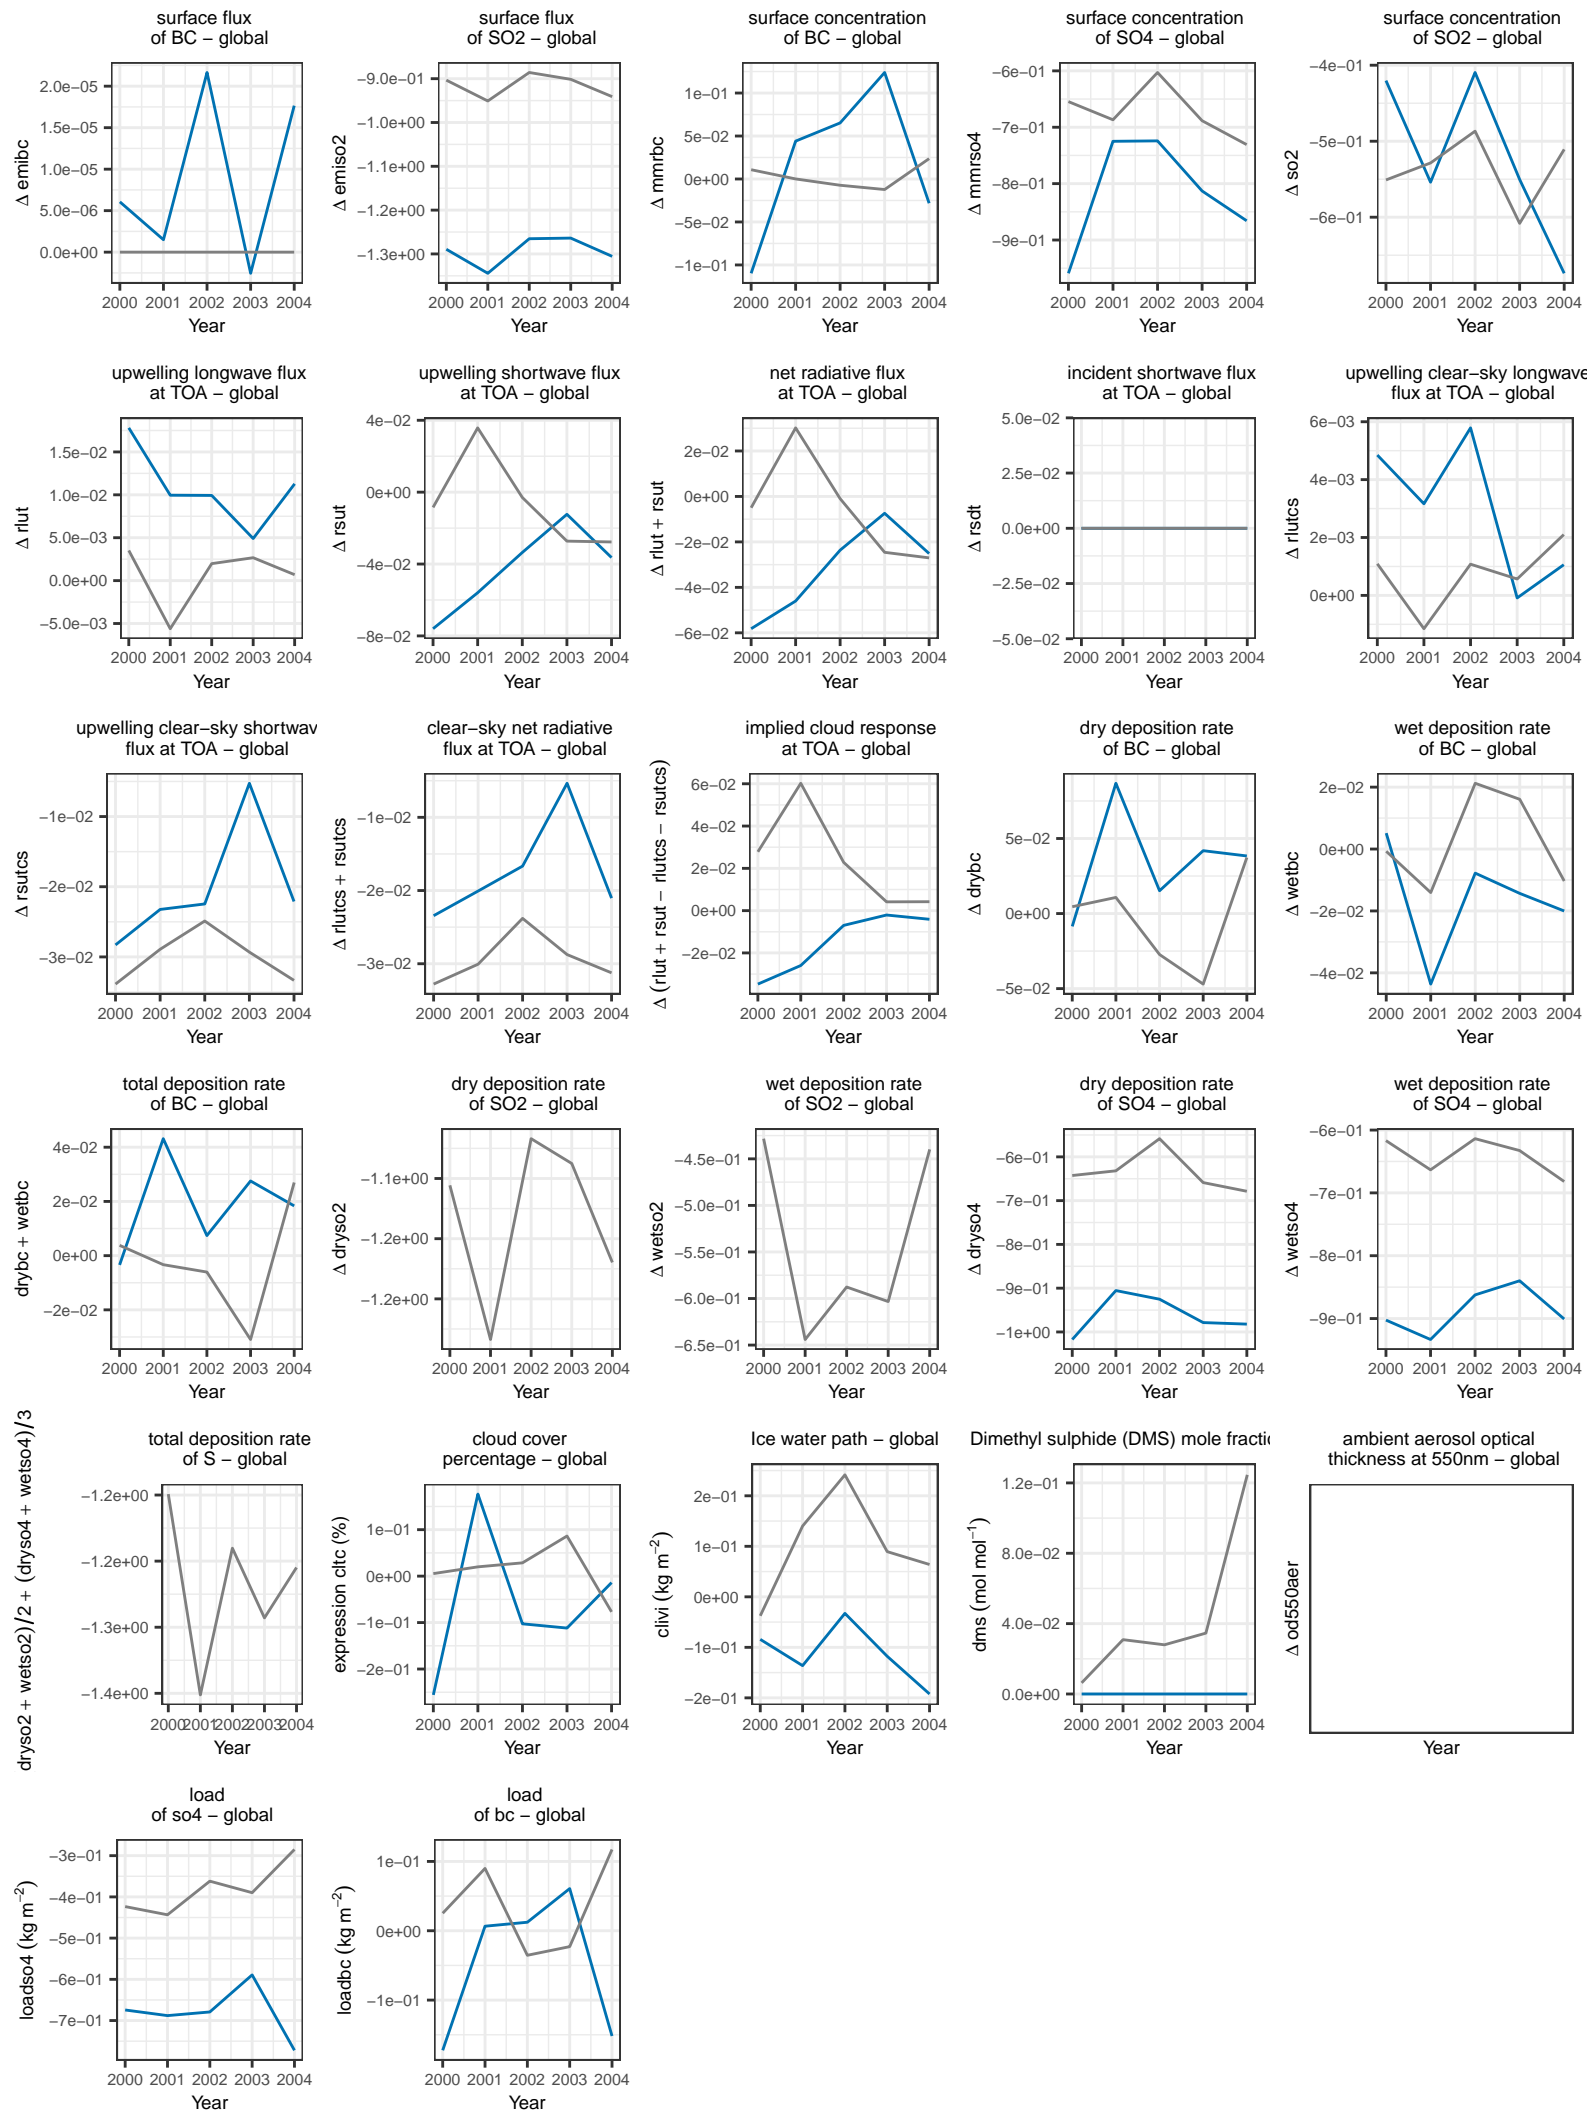 surface flux
of BC − global
Δ emibc
2.0e−05
1.5e−05
1.0e−05
5.0e−06
0.0e+00
2000 2001 2002 2003 2004
Year
surface flux
of SO2 − global
Δ emiso2
−9.0e−01
−1.0e+00
−1.1e+00
−1.2e+00
−1.3e+00
2000 2001 2002 2003 2004
Year
surface concentration
of BC − global
Δ mmrbc
1e−01
5e−02
0e+00
−5e−02
−1e−01
2000 2001 2002 2003 2004
Year
surface concentration
of SO4 − global
Δ mmrso4
−6e−01
−7e−01
−8e−01
−9e−01
2000 2001 2002 2003 2004
Year
surface concentration
of SO2 − global
Δ so2
−4e−01
−5e−01
−6e−01
2000 2001 2002 2003 2004
Year
upwelling longwave flux
at TOA − global
Δ rlut
1.5e−02
1.0e−02
5.0e−03
0.0e+00
−5.0e−03
2000 2001 2002 2003 2004
Year
upwelling shortwave flux
at TOA − global
Δ rsut
4e−02
0e+00
−4e−02
−8e−02
2000 2001 2002 2003 2004
Year
net radiative flux
at TOA − global
Δ rlut + rsut
2e−02
0e+00
−2e−02
−4e−02
−6e−02
2000 2001 2002 2003 2004
Year
incident shortwave flux
at TOA − global
Δ rsdt
5.0e−02
2.5e−02
0.0e+00
−2.5e−02
−5.0e−02
2000 2001 2002 2003 2004
Year
upwelling clear−sky longwave
flux at TOA − global
Δ rlutcs
6e−03
4e−03
2e−03
0e+00
2000 2001 2002 2003 2004
Year
upwelling clear−sky shortwav
flux at TOA − global
Δ rsutcs
−1e−02
−2e−02
−3e−02
2000 2001 2002 2003 2004
Year
clear−sky net radiative
flux at TOA − global
Δ rlutcs + rsutcs
−1e−02
−2e−02
−3e−02
2000 2001 2002 2003 2004
Year
implied cloud response
at TOA − global
Δ (rlut + rsut − rlutcs − rsutcs)
6e−02
4e−02
2e−02
0e+00
−2e−02
2000 2001 2002 2003 2004
Year
dry deposition rate
of BC − global
Δ drybc
5e−02
0e+00
−5e−02
2000 2001 2002 2003 2004
Year
wet deposition rate
of BC − global
Δ wetbc
2e−02
0e+00
−2e−02
−4e−02
2000 2001 2002 2003 2004
Year
total deposition rate
of BC − global
drybc + wetbc
4e−02
2e−02
0e+00
−2e−02
2000 2001 2002 2003 2004
Year
dry deposition rate
of SO2 − global
Δ dryso2
−1.1e+00
−1.2e+00
−1.2e+00
2000 2001 2002 2003 2004
Year
wet deposition rate
of SO2 − global
Δ wetso2
−4.5e−01
−5.0e−01
−5.5e−01
−6.0e−01
−6.5e−01
2000 2001 2002 2003 2004
Year
dry deposition rate
of SO4 − global
Δ dryso4
−6e−01
−7e−01
−8e−01
−9e−01
−1e+00
2000 2001 2002 2003 2004
Year
wet deposition rate
of SO4 − global
Δ wetso4
−6e−01
−7e−01
−8e−01
−9e−01
2000 2001 2002 2003 2004
Year
total deposition rate
of S − global
dryso2 + wetso2)/2 + (dryso4 + wetso4)/3
−1.2e+00
−1.2e+00
−1.3e+00
−1.4e+00
2000 2001 2002 2003 2004
Year
cloud cover
percentage − global
expression cltc (%)
1e−01
0e+00
−1e−01
−2e−01
2000 2001 2002 2003 2004
Year
Ice water path − global
clivi (kg m⁻²)
2e−01
1e−01
0e+00
−1e−01
−2e−01
2000 2001 2002 2003 2004
Year
Dimethyl sulphide (DMS) mole fractic
dms (mol mol⁻¹)
1.2e−01
8.0e−02
4.0e−02
0.0e+00
2000 2001 2002 2003 2004
Year
ambient aerosol optical
thickness at 550nm − global
Δ od550aer
Year
load
of so4 − global
loadso4 (kg m⁻²)
−3e−01
−4e−01
−5e−01
−6e−01
−7e−01
2000 2001 2002 2003 2004
Year
load
of bc − global
loadbc (kg m⁻²)
1e−01
0e+00
−1e−01
2000 2001 2002 2003 2004
Year